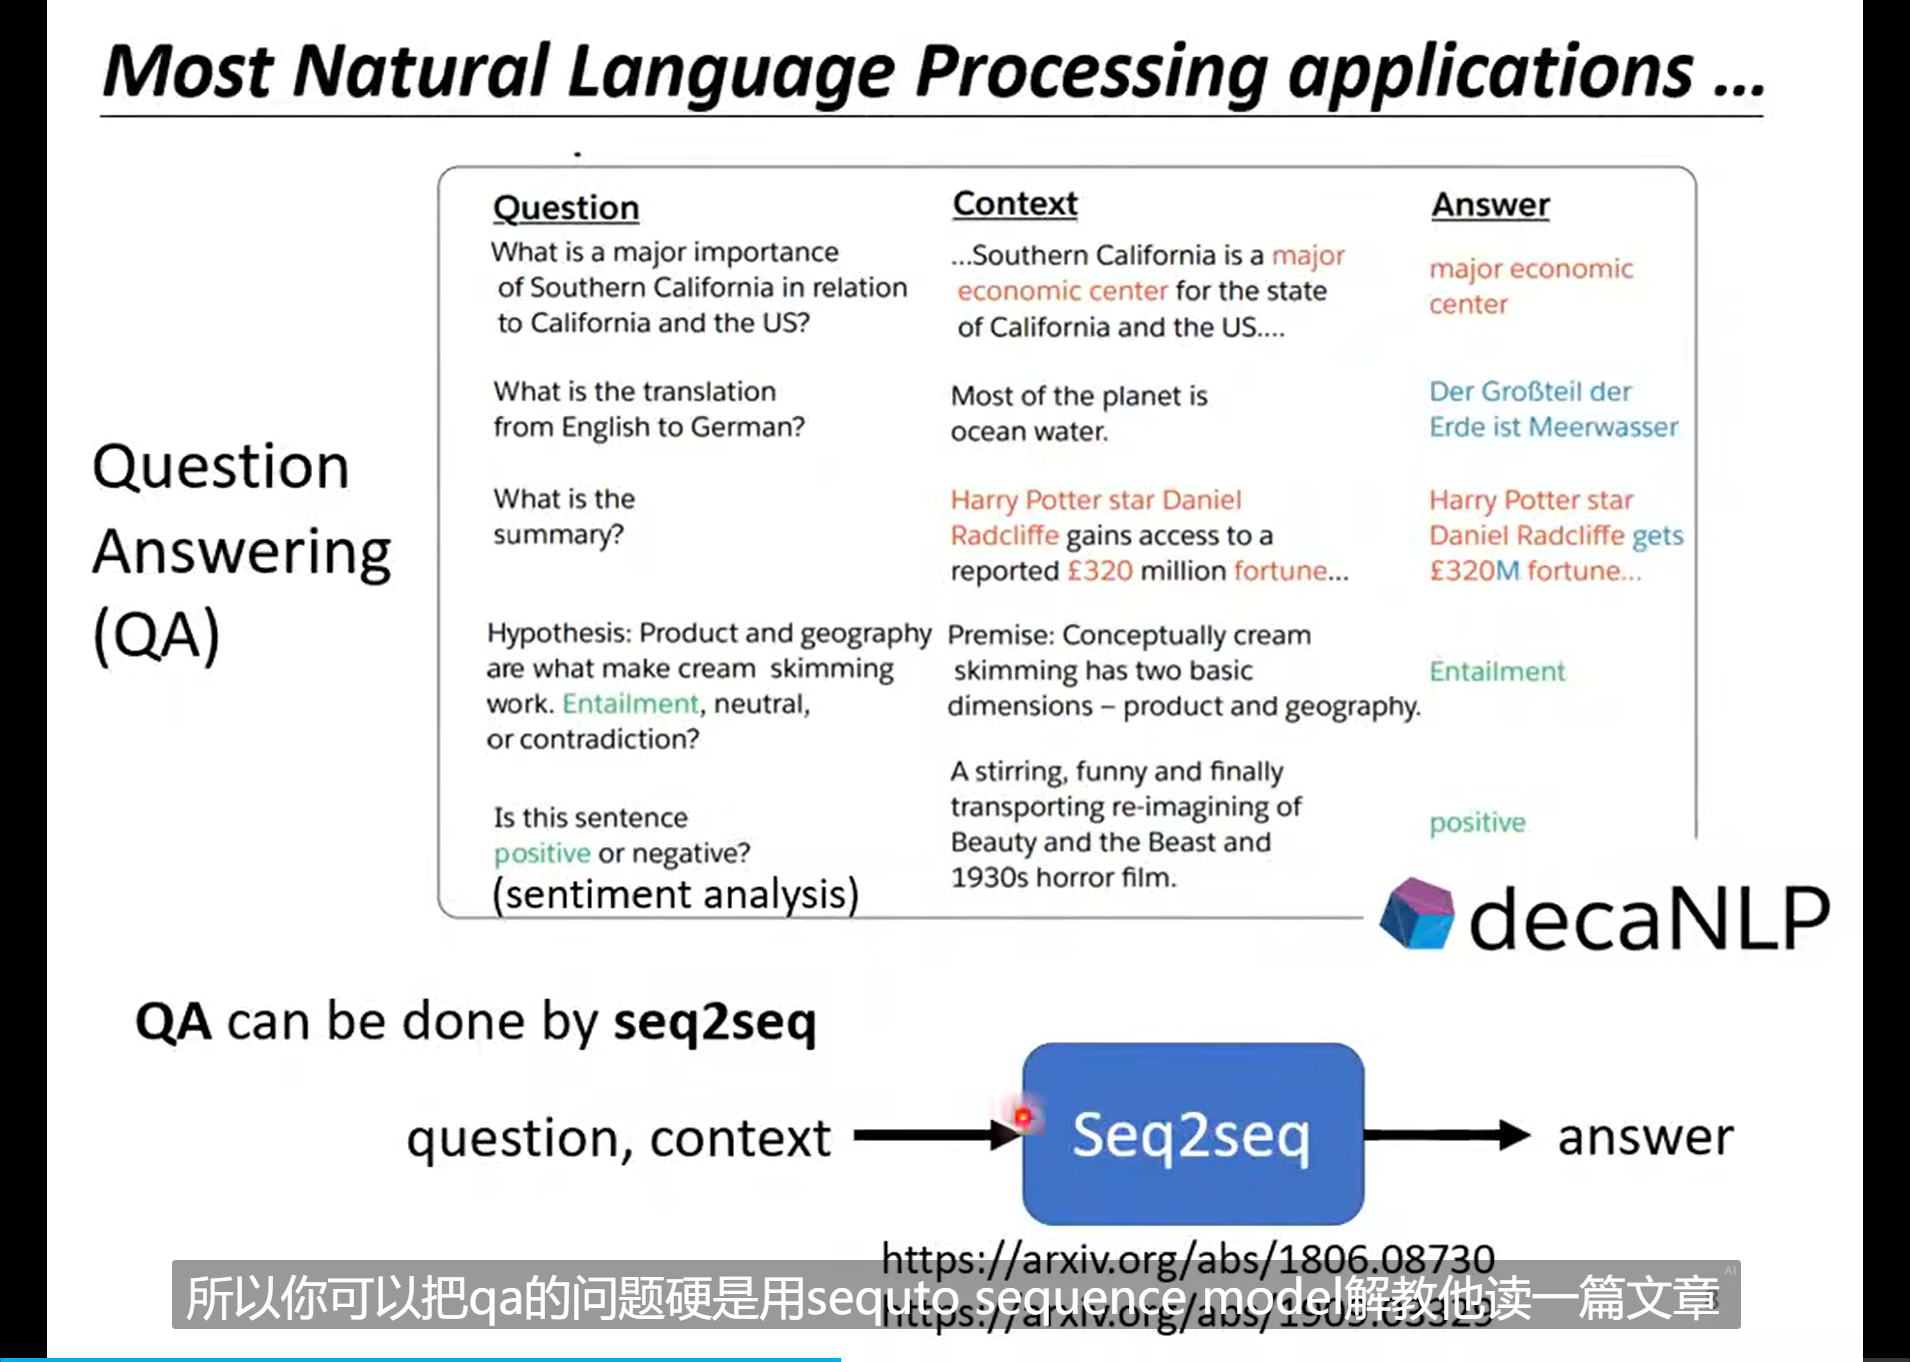 Most Natural Language Processing applications ...
Question
Answering
(QA)
Question
What is a major importance
of Southern California in relation
to California and the US?
What is the translation
from English to German?
What is the
summary?
Hypothesis: Product and geography
are what make cream skimming
work. Entailment, neutral,
or contradiction?
Is this sentence
positive or negative?
(sentiment analysis)
Context
...Southern California is a major
economic center for the state
of California and the US....
Most of the planet is
ocean water.
Harry Potter star Daniel
Radcliffe gains access to a
reported £320 million fortune...
Premise: Conceptually cream
skimming has two basic
dimensions – product and geography.
A stirring, funny and finally
transporting re-imagining of
Beauty and the Beast and
1930s horror film.
Answer
major economic
center
Der Großteil der
Erde ist Meerwasser
Harry Potter star
Daniel Radcliffe gets
£320M fortune...
Entailment
positive
decaNLP
QA can be done by seq2seq
question, context
Seq2seq
answer
https://arxiv.org/abs/1806.08730
所以你可以把qa的问题硬是用sequto sequence model解教他读一篇文章
AI